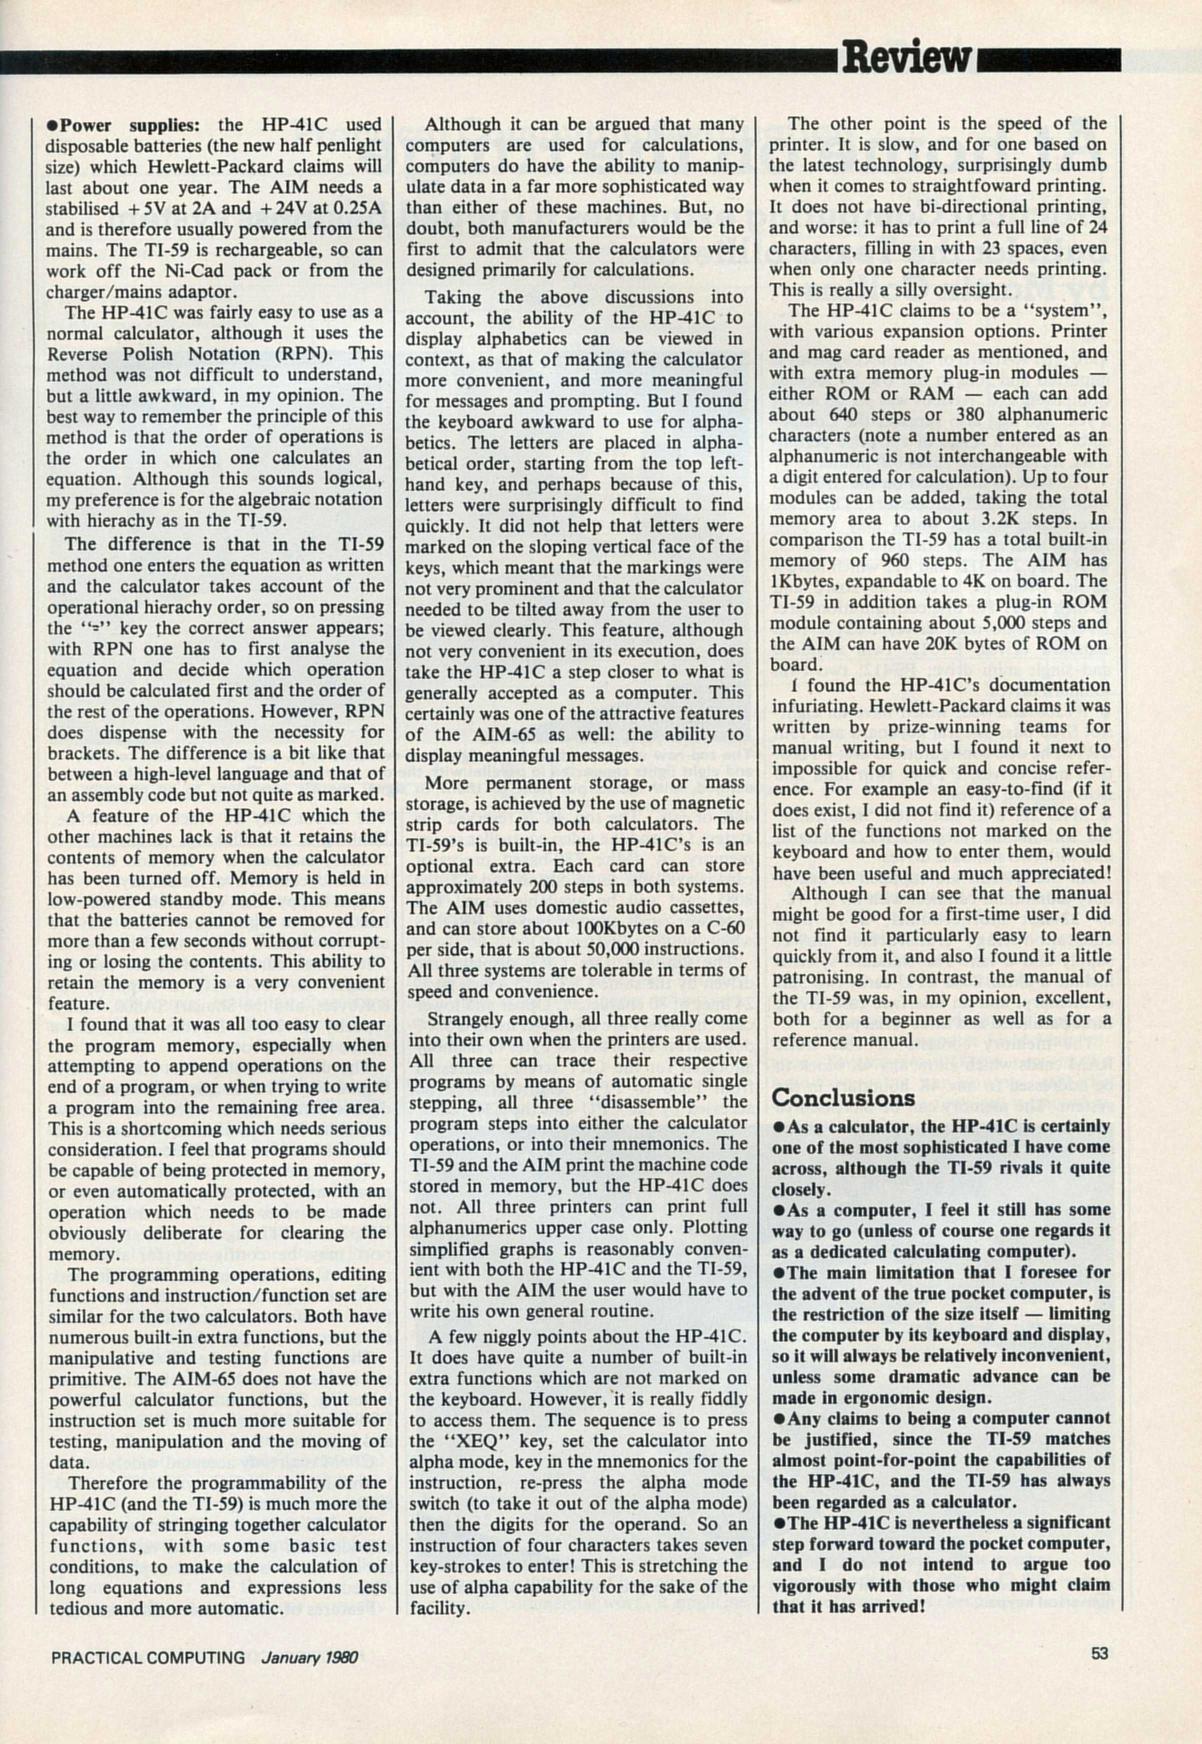 Review
●Power supplies: the HP-41C used
disposable batteries (the new half penlight
size) which Hewlett-Packard claims will
last about one year. The AIM needs a
stabilised +5V at 2A and +24V at 0.25A
and is therefore usually powered from the
mains. The TI-59 is rechargeable, so can
work off the Ni-Cad pack or from the
charger/mains adaptor.
The HP-41C was fairly easy to use as a
normal calculator, although it uses the
Reverse Polish Notation (RPN). This
method was not difficult to understand,
but a little awkward, in my opinion. The
best way to remember the principle of this
method is that the order of operations is
the order in which one calculates an
equation. Although this sounds logical,
my preference is for the algebraic notation
with hierachy as in the TI-59.
The difference is that in the TI-59
method one enters the equation as written
and the calculator takes account of the
operational hierachy order, so on pressing
the “=” key the correct answer appears;
with RPN one has to first analyse the
equation and decide which operation
should be calculated first and the order of
the rest of the operations. However, RPN
does dispense with the necessity for
brackets. The difference is a bit like that
between a high-level language and that of
an assembly code but not quite as marked.
A feature of the HP-41C which the
other machines lack is that it retains the
contents of memory when the calculator
has been turned off. Memory is held in
low-powered standby mode. This means
that the batteries cannot be removed for
more than a few seconds without corrupt-
ing or losing the contents. This ability to
retain the memory is a very convenient
feature.
I found that it was all too easy to clear
the program memory, especially when
attempting to append operations on the
end of a program, or when trying to write
a program into the remaining free area.
This is a shortcoming which needs serious
consideration. I feel that programs should
be capable of being protected in memory,
or even automatically protected, with an
operation which needs to be made
obviously deliberate for clearing the
memory.
The programming operations, editing
functions and instruction/function set are
similar for the two calculators. Both have
numerous built-in extra functions, but the
manipulative and testing functions are
primitive. The AIM-65 does not have the
powerful calculator functions, but the
instruction set is much more suitable for
testing, manipulation and the moving of
data.
Therefore the programmability of the
HP-41C (and the TI-59) is much more the
capability of stringing together calculator
functions, with some basic test
conditions, to make the calculation of
long equations and expressions less
tedious and more automatic.
Although it can be argued that many
computers are used for calculations,
computers do have the ability to manip-
ulate data in a far more sophisticated way
than either of these machines. But, no
doubt, both manufacturers would be the
first to admit that the calculators were
designed primarily for calculations.
Taking the above discussions into
account, the ability of the HP-41C to
display alphabetics can be viewed in
context, as that of making the calculator
more convenient, and more meaningful
for messages and prompting. But I found
the keyboard awkward to use for alpha-
betics. The letters are placed in alpha-
betical order, starting from the top left-
hand key, and perhaps because of this,
letters were surprisingly difficult to find
quickly. It did not help that letters were
marked on the sloping vertical face of the
keys, which meant that the markings were
not very prominent and that the calculator
needed to be tilted away from the user to
be viewed clearly. This feature, although
not very convenient in its execution, does
take the HP-41C a step closer to what is
generally accepted as a computer. This
certainly was one of the attractive features
of the AIM-65 as well: the ability to
display meaningful messages.
More permanent storage, or mass
storage, is achieved by the use of magnetic
strip cards for both calculators. The
TI-59's is built-in, the HP-41C's is an
optional extra. Each card can store
approximately 200 steps in both systems.
The AIM uses domestic audio cassettes,
and can store about 100Kbytes on a C-60
per side, that is about 50,000 instructions.
All three systems are tolerable in terms of
speed and convenience.
Strangely enough, all three really come
into their own when the printers are used.
All three can trace their respective
programs by means of automatic single
stepping, all three “disassemble” the
program steps into either the calculator
operations, or into their mnemonics. The
TI-59 and the AIM print the machine code
stored in memory, but the HP-41C does
not. All three printers can print full
alphanumerics upper case only. Plotting
simplified graphs is reasonably conven-
ient with both the HP-41C and the TI-59,
but with the AIM the user would have to
write his own general routine.
A few niggly points about the HP-41C.
It does have quite a number of built-in
extra functions which are not marked on
the keyboard. However, it is really fiddly
to access them. The sequence is to press
the “XEQ” key, set the calculator into
alpha mode, key in the mnemonics for the
instruction, re-press the alpha mode
switch (to take it out of the alpha mode)
then the digits for the operand. So an
instruction of four characters takes seven
key-strokes to enter! This is stretching the
use of alpha capability for the sake of the
facility.
The other point is the speed of the
printer. It is slow, and for one based on
the latest technology, surprisingly dumb
when it comes to straightfoward printing.
It does not have bi-directional printing,
and worse: it has to print a full line of 24
characters, filling in with 23 spaces, even
when only one character needs printing.
This is really a silly oversight.
The HP-41C claims to be a “system”,
with various expansion options. Printer
and mag card reader as mentioned, and
with extra memory plug-in modules —
either ROM or RAM — each can add
about 640 steps or 380 alphanumeric
characters (note a number entered as an
alphanumeric is not interchangeable with
a digit entered for calculation). Up to four
modules can be added, taking the total
memory area to about 3.2K steps. In
comparison the TI-59 has a total built-in
memory of 960 steps. The AIM has
1Kbytes, expandable to 4K on board. The
TI-59 in addition takes a plug-in ROM
module containing about 5,000 steps and
the AIM can have 20K bytes of ROM on
board.
I found the HP-41C's documentation
infuriating. Hewlett-Packard claims it was
written by prize-winning teams for
manual writing, but I found it next to
impossible for quick and concise refer-
ence. For example an easy-to-find (if it
does exist, I did not find it) reference of a
list of the functions not marked on the
keyboard and how to enter them, would
have been useful and much appreciated!
Although I can see that the manual
might be good for a first-time user, I did
not find it particularly easy to learn
quickly from it, and also I found it a little
patronising. In contrast, the manual of
the TI-59 was, in my opinion, excellent,
both for a beginner as well as for a
reference manual.
Conclusions
●As a calculator, the HP-41C is certainly
one of the most sophisticated I have come
across, although the TI-59 rivals it quite
closely.
●As a computer, I feel it still has some
way to go (unless of course one regards it
as a dedicated calculating computer).
●The main limitation that I foresee for
the advent of the true pocket computer, is
the restriction of the size itself — limiting
the computer by its keyboard and display,
so it will always be relatively inconvenient,
unless some dramatic advance can be
made in ergonomic design.
●Any claims to being a computer cannot
be justified, since the TI-59 matches
almost point-for-point the capabilities of
the HP-41C, and the TI-59 has always
been regarded as a calculator.
●The HP-41C is nevertheless a significant
step forward toward the pocket computer,
and I do not intend to argue too
vigorously with those who might claim
that it has arrived!
PRACTICAL COMPUTING January 1980
53